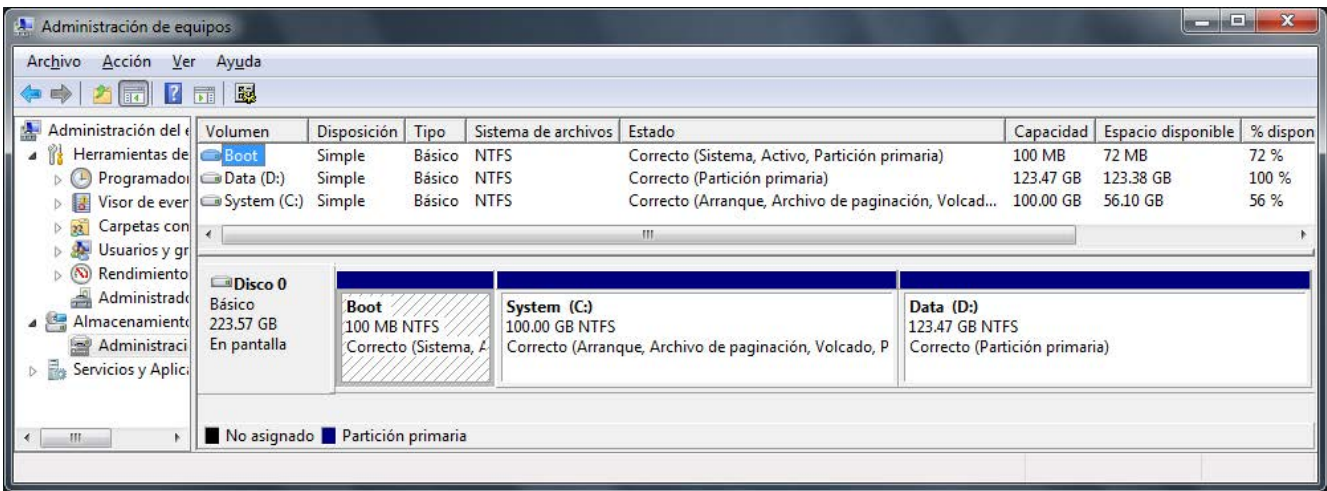 Administración de equipos
Archivo Acción Ver Ayuda
Administración del e
Herramientas de
Programador
Visor de even
Carpetas con
Usuarios y gr
Rendimiento
Administrado
Almacenamiento
Administraci
Servicios y Aplica
Volumen Disposición Tipo Sistema de archivos Estado Capacidad Espacio disponible % dispon
Boot Simple Básico NTFS Correcto (Sistema, Activo, Partición primaria) 100 MB 72 MB 72 %
Data (D:) Simple Básico NTFS Correcto (Partición primaria) 123.47 GB 123.38 GB 100 %
System (C:) Simple Básico NTFS Correcto (Arranque, Archivo de paginación, Volcad... 100.00 GB 56.10 GB 56 %
Disco 0
Básico
223.57 GB
En pantalla
Boot
100 MB NTFS
Correcto (Sistema, A
System (C:)
100.00 GB NTFS
Correcto (Arranque, Archivo de paginación, Volcado, P
Data (D:)
123.47 GB NTFS
Correcto (Partición primaria)
No asignado Partición primaria